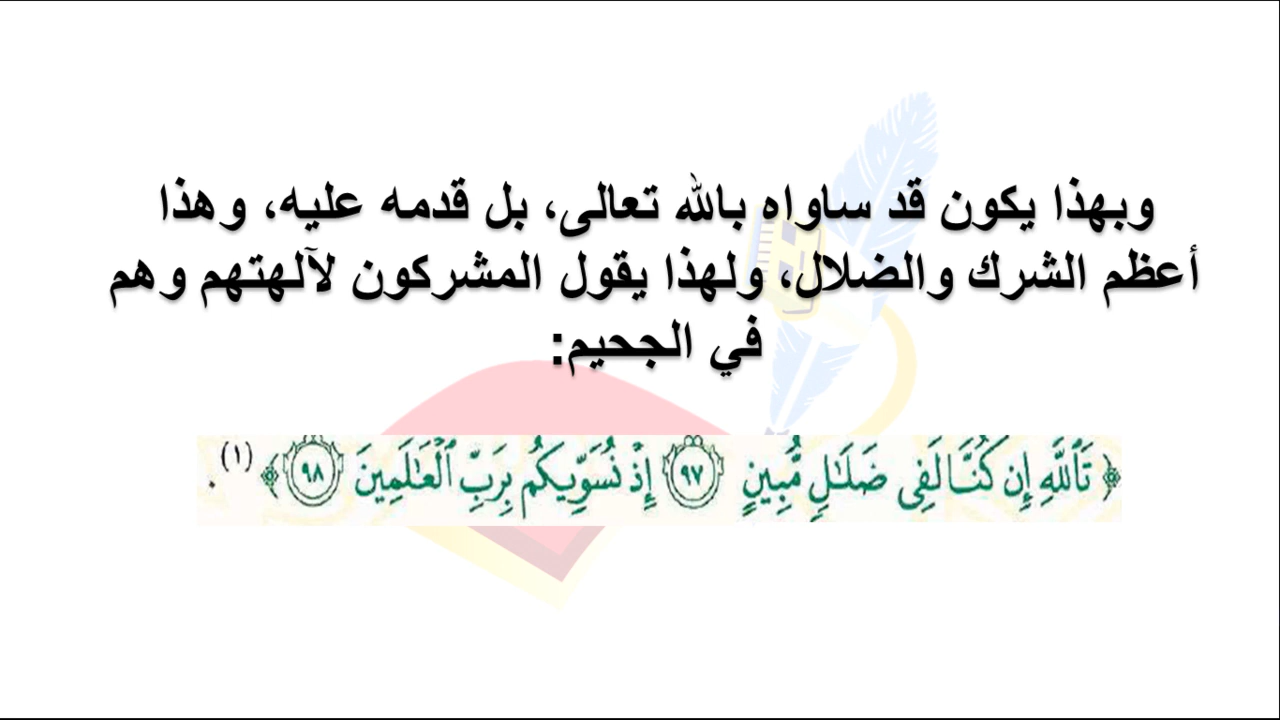 وبهذا يكون قد ساواه بالله تعالى، بل قدمه عليه، وهذا
أعظم الشرك والضلال، ولهذا يقول المشركون لآلهتهم وهم
في الجحيم:
﴿تَٱللَّهِ إِن كُنَّا لَفِى ضَلَـٰلٍ مُّبِينٍ ٩٧ إِذْ نُسَوِّيكُم بِرَبِّ ٱلْعَـٰلَمِينَ ٩٨﴾ (١).